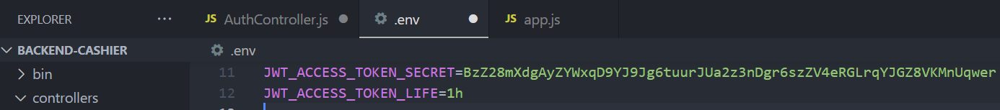 EXPLORER ··· JS AuthController.js .env JS app.js
BACKEND-CASHIER .env
bin
controllers
11 JWT_ACCESS_TOKEN_SECRET=BzZ28mXdgAyZYWxqD9YJ9Jg6tuurJUa2z3nDgr6szZV4eRGLrqYJGZ8VKMnUqwer
12 JWT_ACCESS_TOKEN_LIFE=1h